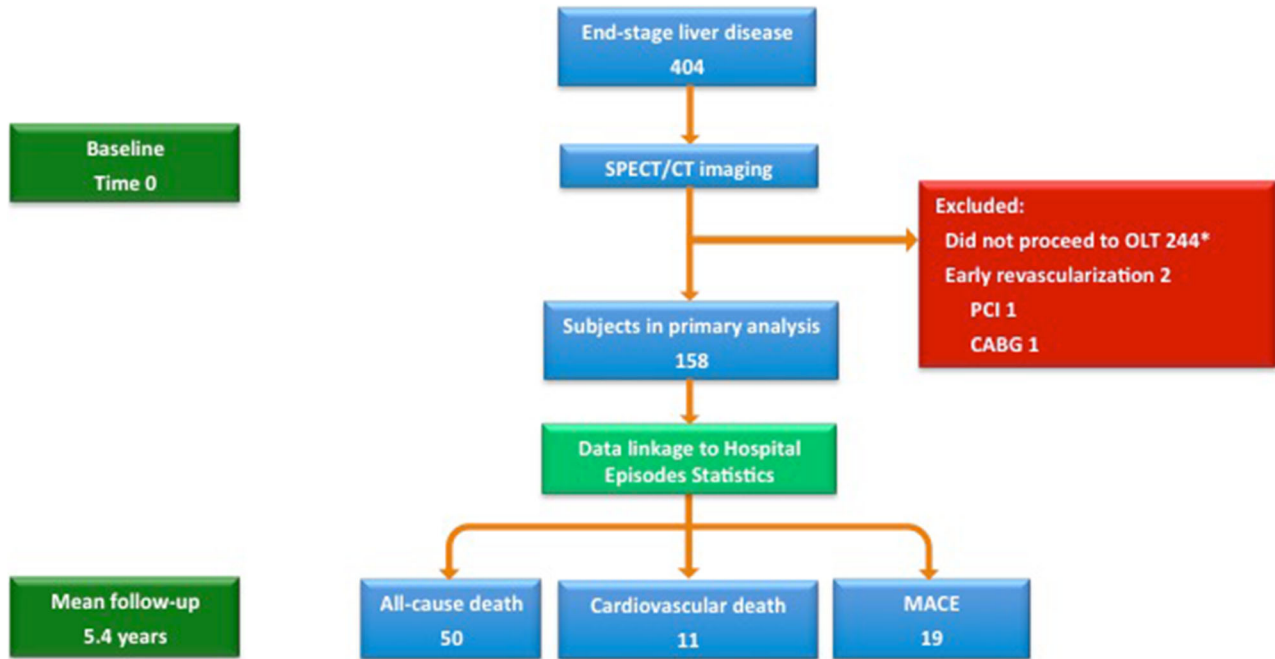 End-stage liver disease
404
Baseline
Time 0
SPECT/CT imaging
Excluded:
Did not proceed to OLT 244*
Early revascularization 2
PCI 1
CABG 1
Subjects in primary analysis
158
Data linkage to Hospital
Episodes Statistics
Mean follow-up
5.4 years
All-cause death
50
Cardiovascular death
11
MACE
19